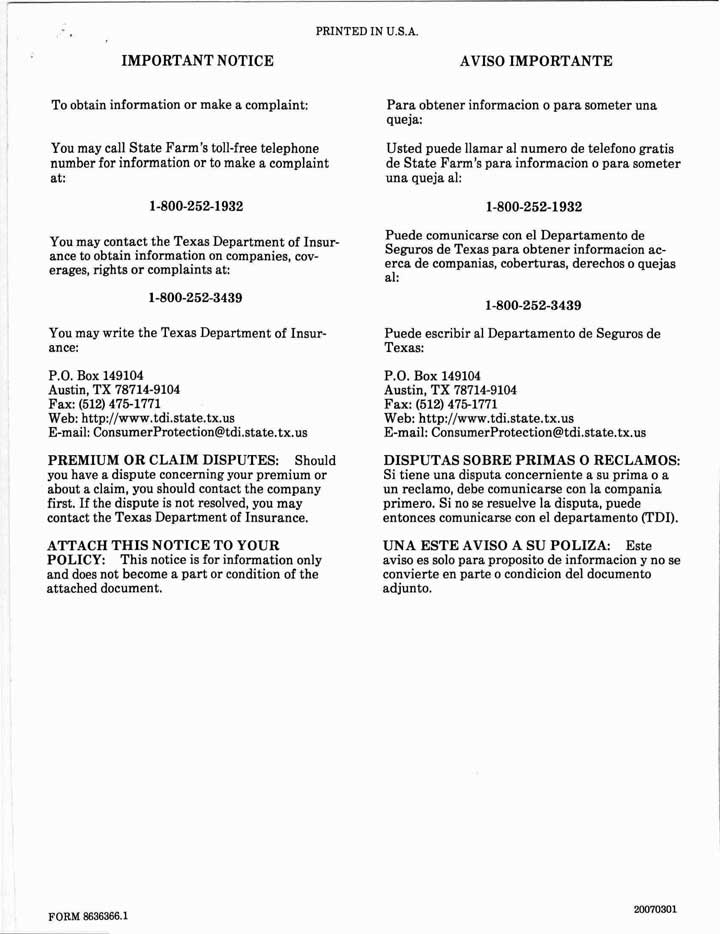 PRINTED IN U.S.A.
IMPORTANT NOTICE
To obtain information or make a complaint:
You may call State Farm's toll-free telephone
number for information or to make a complaint
at:
1-800-252-1932
You may contact the Texas Department of Insur-
ance to obtain information on companies, cov-
erages, rights or complaints at:
1-800-252-3439
You may write the Texas Department of Insur-
ance:
P.O. Box 149104
Austin, TX 78714-9104
Fax: (512) 475-1771
Web: http://www.tdi.state.tx.us
E-mail: ConsumerProtection@tdi.state.tx.us
PREMIUM OR CLAIM DISPUTES: Should
you have a dispute concerning your premium or
about a claim, you should contact the company
first. If the dispute is not resolved, you may
contact the Texas Department of Insurance.
ATTACH THIS NOTICE TO YOUR
POLICY: This notice is for information only
and does not become a part or condition of the
attached document.
AVISO IMPORTANTE
Para obtener informacion o para someter una
queja:
Usted puede llamar al numero de telefono gratis
de State Farm's para informacion o para someter
una queja al:
1-800-252-1932
Puede comunicarse con el Departamento de
Seguros de Texas para obtener informacion ac-
erca de companias, coberturas, derechos o quejas
al:
1-800-252-3439
Puede escribir al Departamento de Seguros de
Texas:
P.O. Box 149104
Austin, TX 78714-9104
Fax: (512) 475-1771
Web: http://www.tdi.state.tx.us
E-mail: ConsumerProtection@tdi.state.tx.us
DISPUTAS SOBRE PRIMAS O RECLAMOS:
Si tiene una disputa concerniente a su prima o a
un reclamo, debe comunicarse con la compania
primero. Si no se resuelve la disputa, puede
entonces comunicarse con el departamento (TDI).
UNA ESTE AVISO A SU POLIZA: Este
aviso es solo para proposito de informacion y no se
convierte en parte o condicion del documento
adjunto.
FORM 8636366.1
20070301